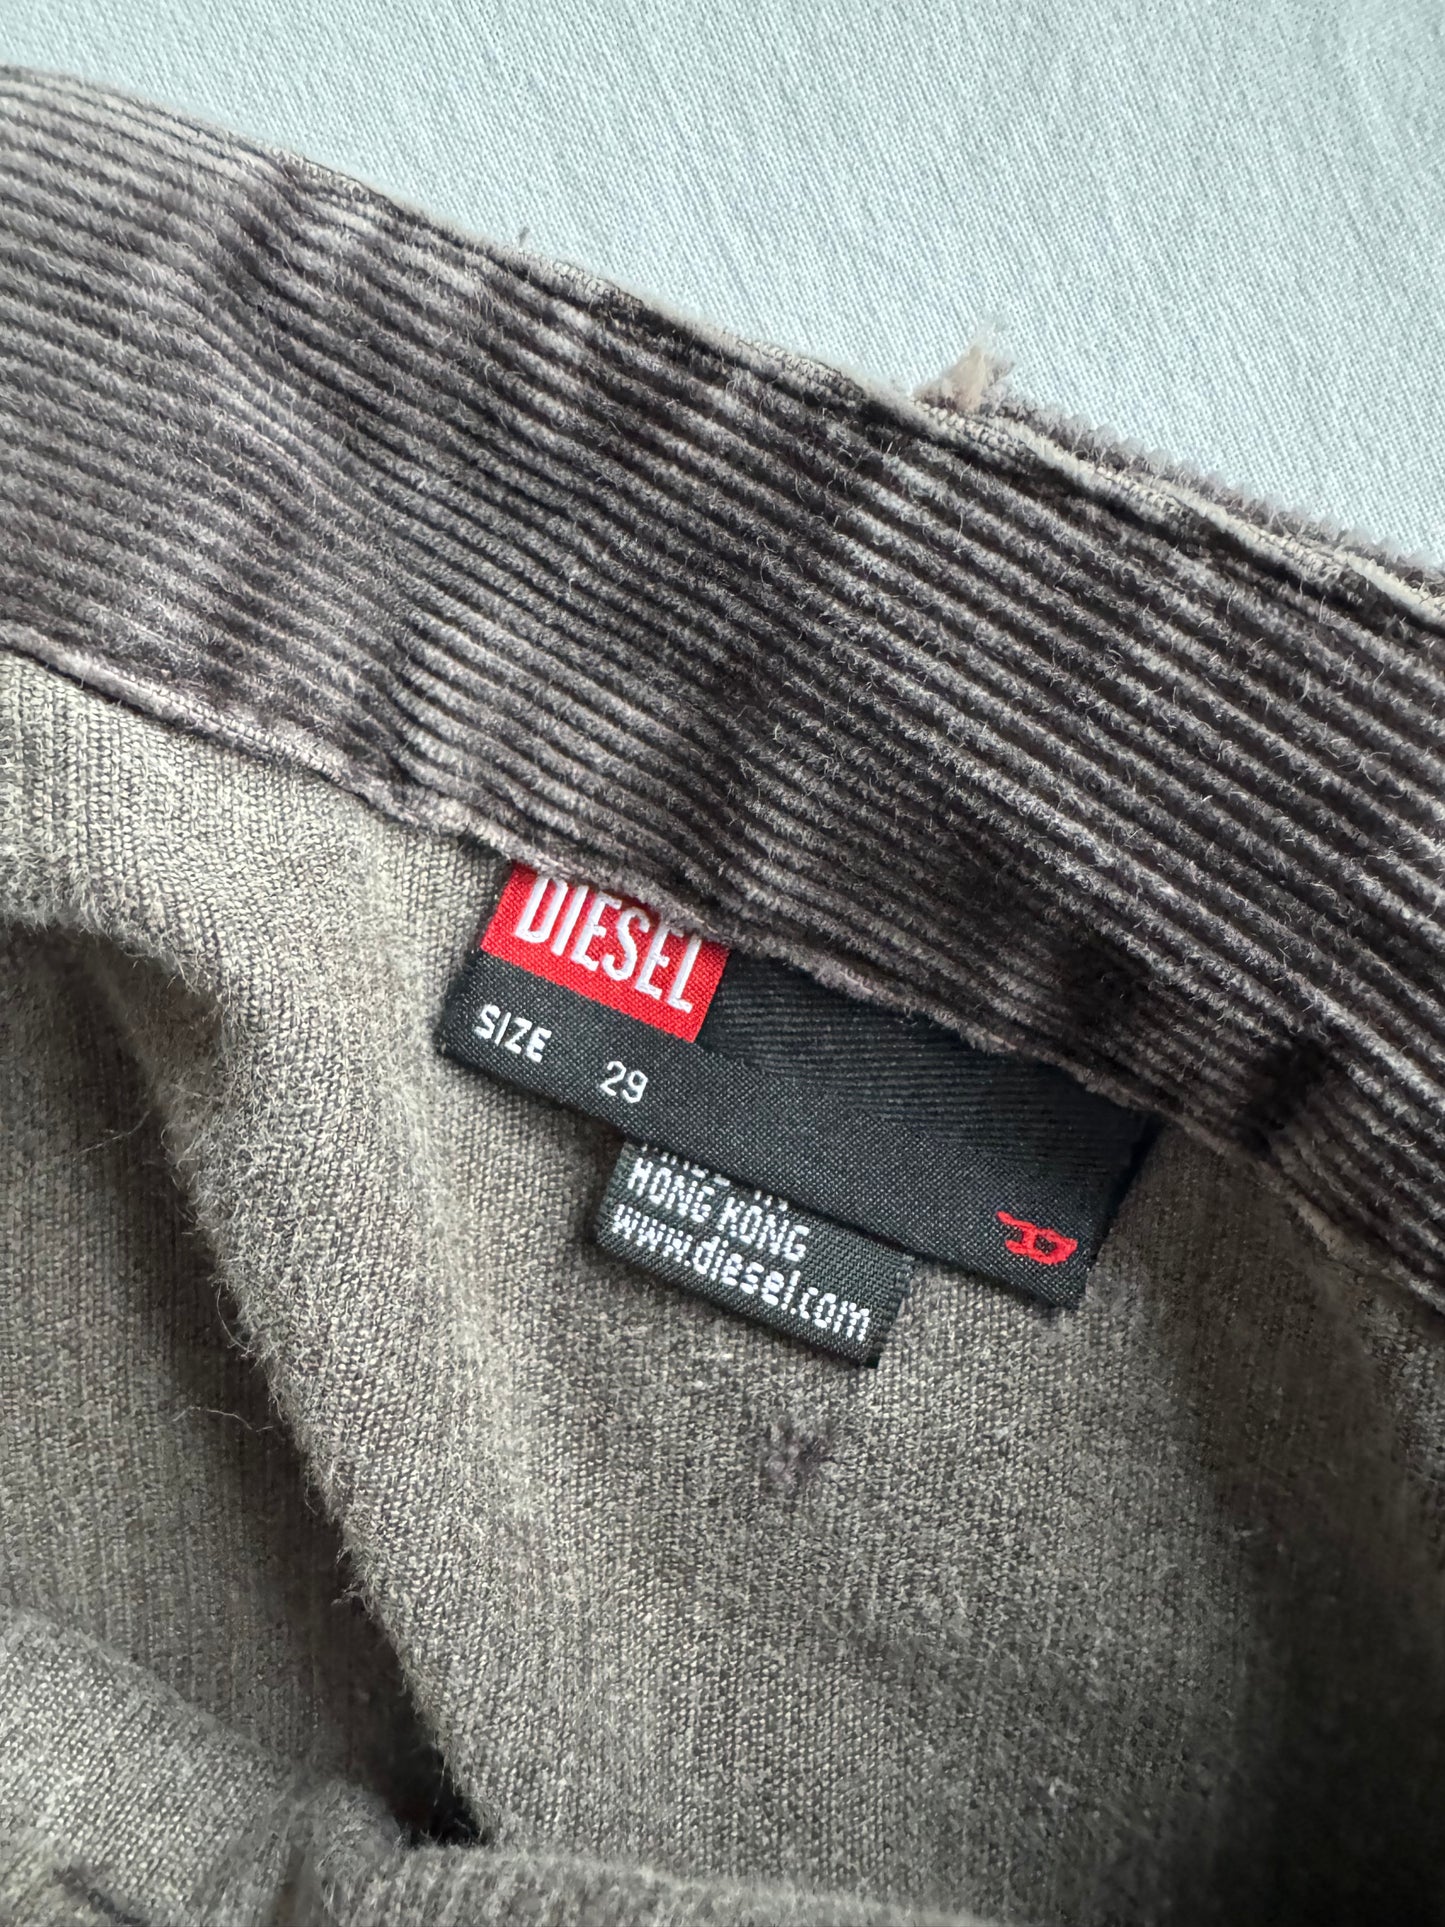 DIESEL
SIZE 29
HONG KONG
www.diesel.com
D